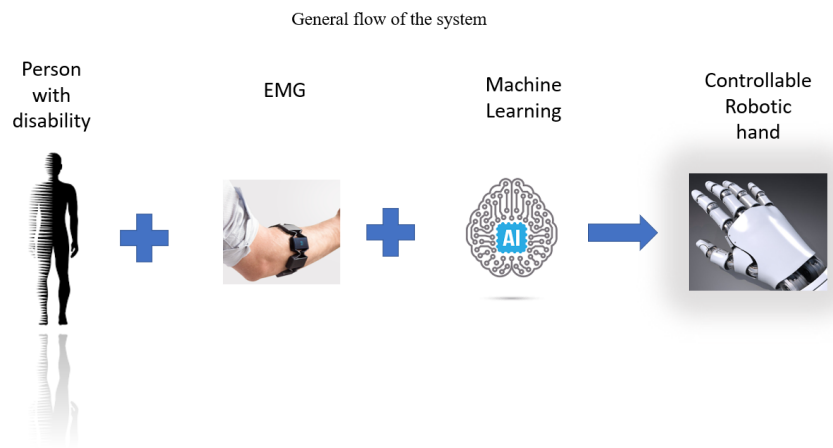 General flow of the system
Person
with
disability
EMG
Machine
Learning
Controllable
Robotic
hand
AI